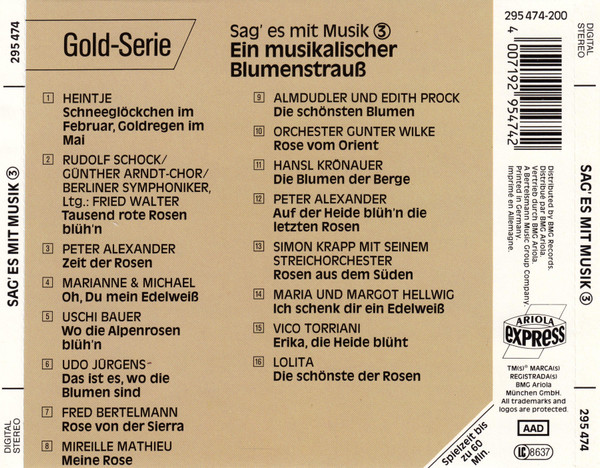 295 474
SAG' ES MIT MUSIK ③
DIGITAL STEREO
Gold-Serie
Sag' es mit Musik ③
Ein musikalischer
Blumenstrauß
1 HEINTJE
Schneeglöckchen im
Februar, Goldregen im
Mai
2 RUDOLF SCHOCK/
GÜNTHER ARNDT-CHOR/
BERLINER SYMPHONIKER,
Ltg.: FRIED WALTER
Tausend rote Rosen
blüh'n
3 PETER ALEXANDER
Zeit der Rosen
4 MARIANNE & MICHAEL
Oh, Du mein Edelweiß
5 USCHI BAUER
Wo die Alpenrosen
blüh'n
6 UDO JÜRGENS
Das ist es, wo die
Blumen sind
7 FRED BERTELMANN
Rose von der Sierra
8 MIREILLE MATHIEU
Meine Rose
9 ALMDUDLER UND EDITH PROCK
Die schönsten Blumen
10 ORCHESTER GUNTER WILKE
Rose vom Orient
11 HANSL KRÖNAUER
Die Blumen der Berge
12 PETER ALEXANDER
Auf der Heide blüh'n die
letzten Rosen
13 SIMON KRAPP MIT SEINEM
STREICHORCHESTER
Rosen aus dem Süden
14 MARIA UND MARGOT HELLWIG
Ich schenk dir ein Edelweiß
15 VICO TORRIANI
Erika, die Heide blüht
16 LOLITA
Die schönste der Rosen
Spielzeit bis
zu 60
Min.
295 474-200
4 007192 954742
Distributed by BMG Records.
Distribué par BMG Ariola.
Vertrieb durch BMG Ariola.
A Bertelsmann Music Group Company.
Printed in Germany.
Imprimé en Allemagne.
ARIOLA
EXPRESS
TM(S)® MARCA(S)
REGISTRADA(S)
BMG Ariola
München GmbH.
All trademarks and
logos are protected.
AAD
LC 8637
DIGITAL
STEREO
SAG' ES MIT MUSIK ③
295 474